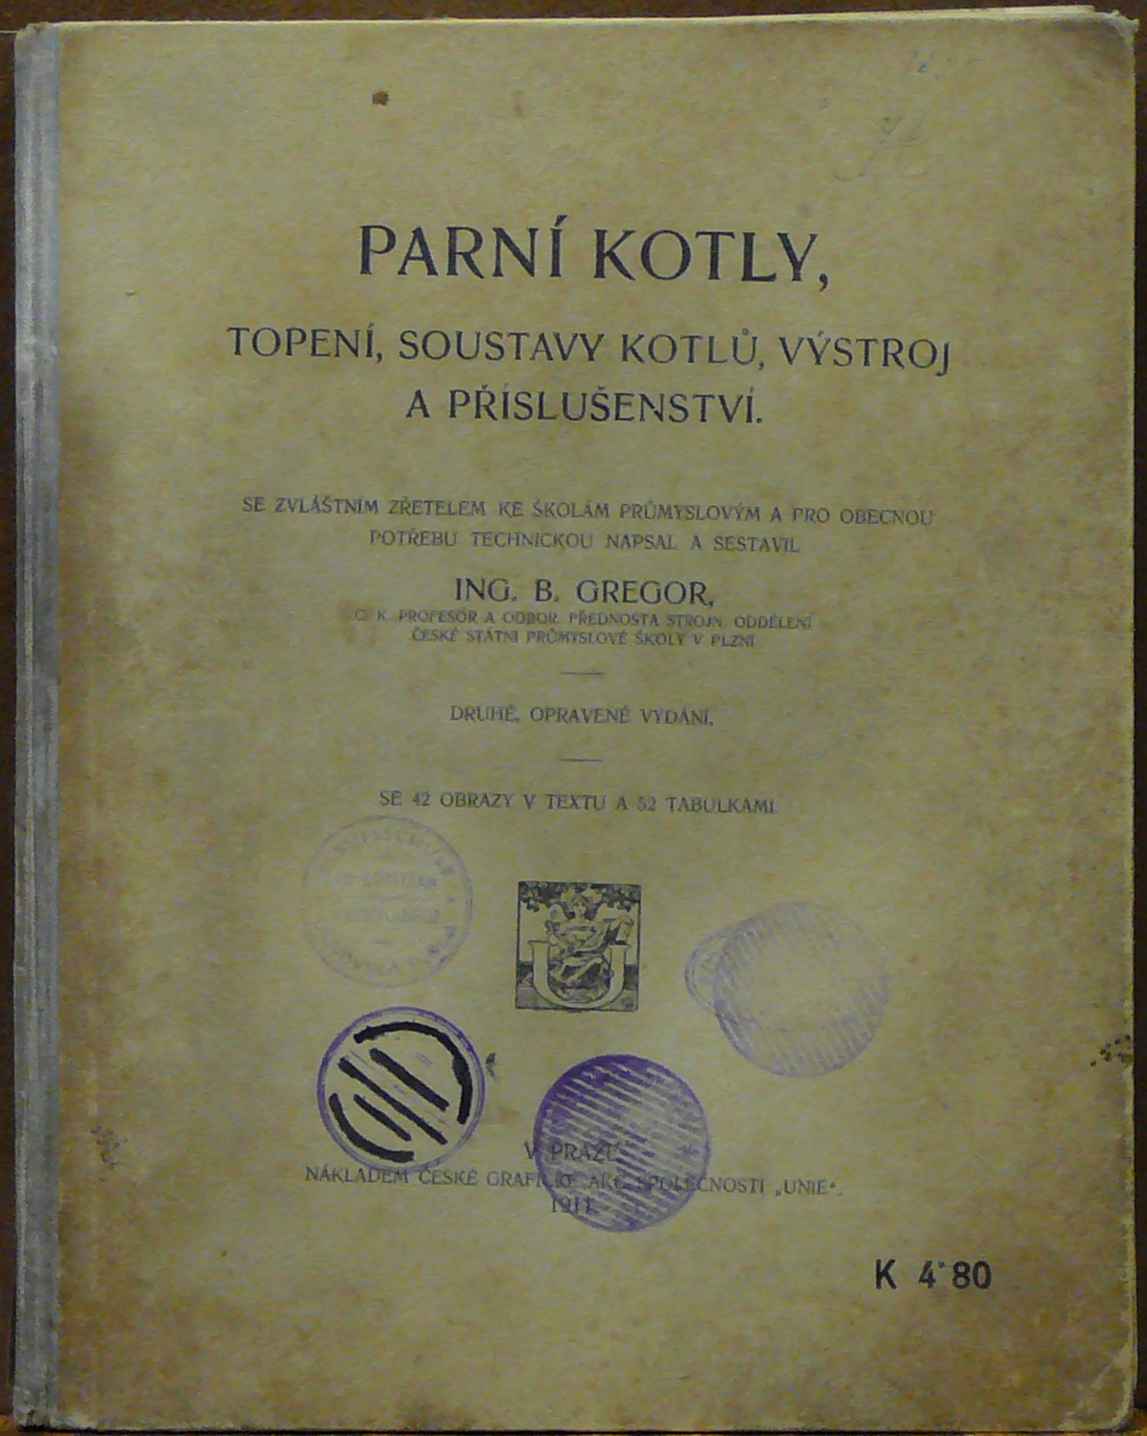 PARNÍ KOTLY,
TOPENÍ, SOUSTAVY KOTLŮ, VÝSTROJ
A PŘÍSLUŠENSTVÍ.
SE ZVLÁŠTNÍM ZŘETELEM KE ŠKOLÁM PRŮMYSLOVÝM A PRO OBECNOU
POTŘEBU TECHNICKOU NAPSAL A SESTAVIL
ING. B. GREGOR,
C. K. PROFESOR A ODBOR. PŘEDNOSTA STROJN. ODDĚLENÍ
ČESKÉ STÁTNÍ PRŮMYSLOVÉ ŠKOLY V PLZNI
DRUHÉ, OPRAVENÉ VYDÁNÍ.
SE 42 OBRAZY V TEXTU A 52 TABULKAMI.
U
V PRAZE
NÁKLADEM ČESKÉ GRAFICKÉ AKC. SPOLEČNOSTI „UNIE“.
1911.
K 4·80